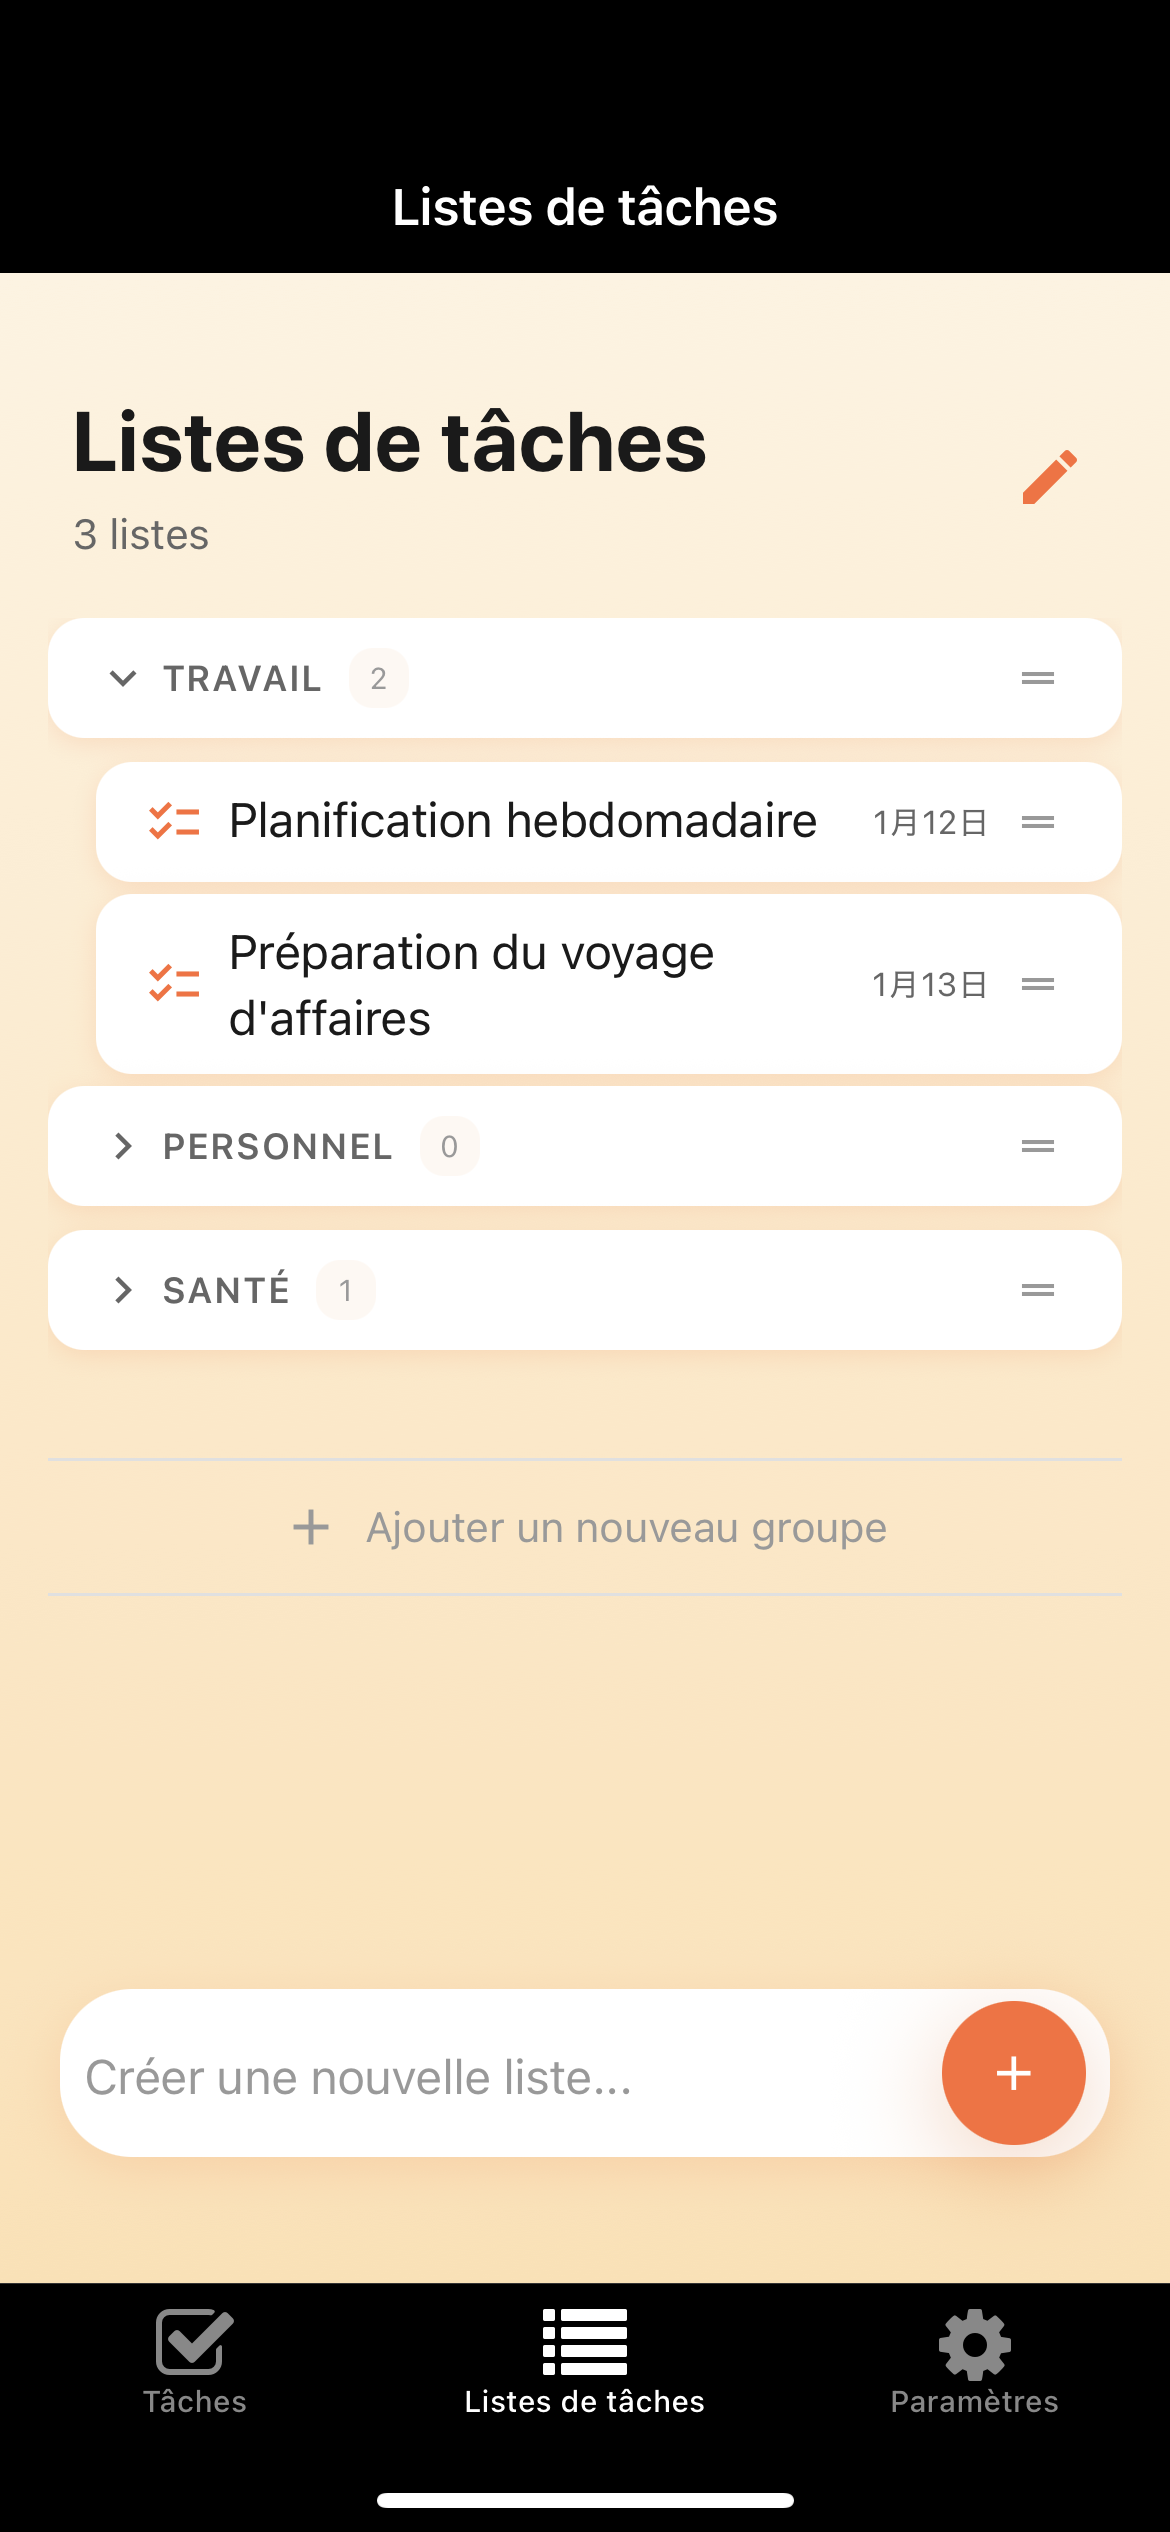 Listes de tâches
Listes de tâches
3 listes
TRAVAIL 2
Planification hebdomadaire 1月12日
Préparation du voyage
d'affaires 1月13日
PERSONNEL 0
SANTÉ 1
Ajouter un nouveau groupe
Créer une nouvelle liste...
Tâches Listes de tâches Paramètres